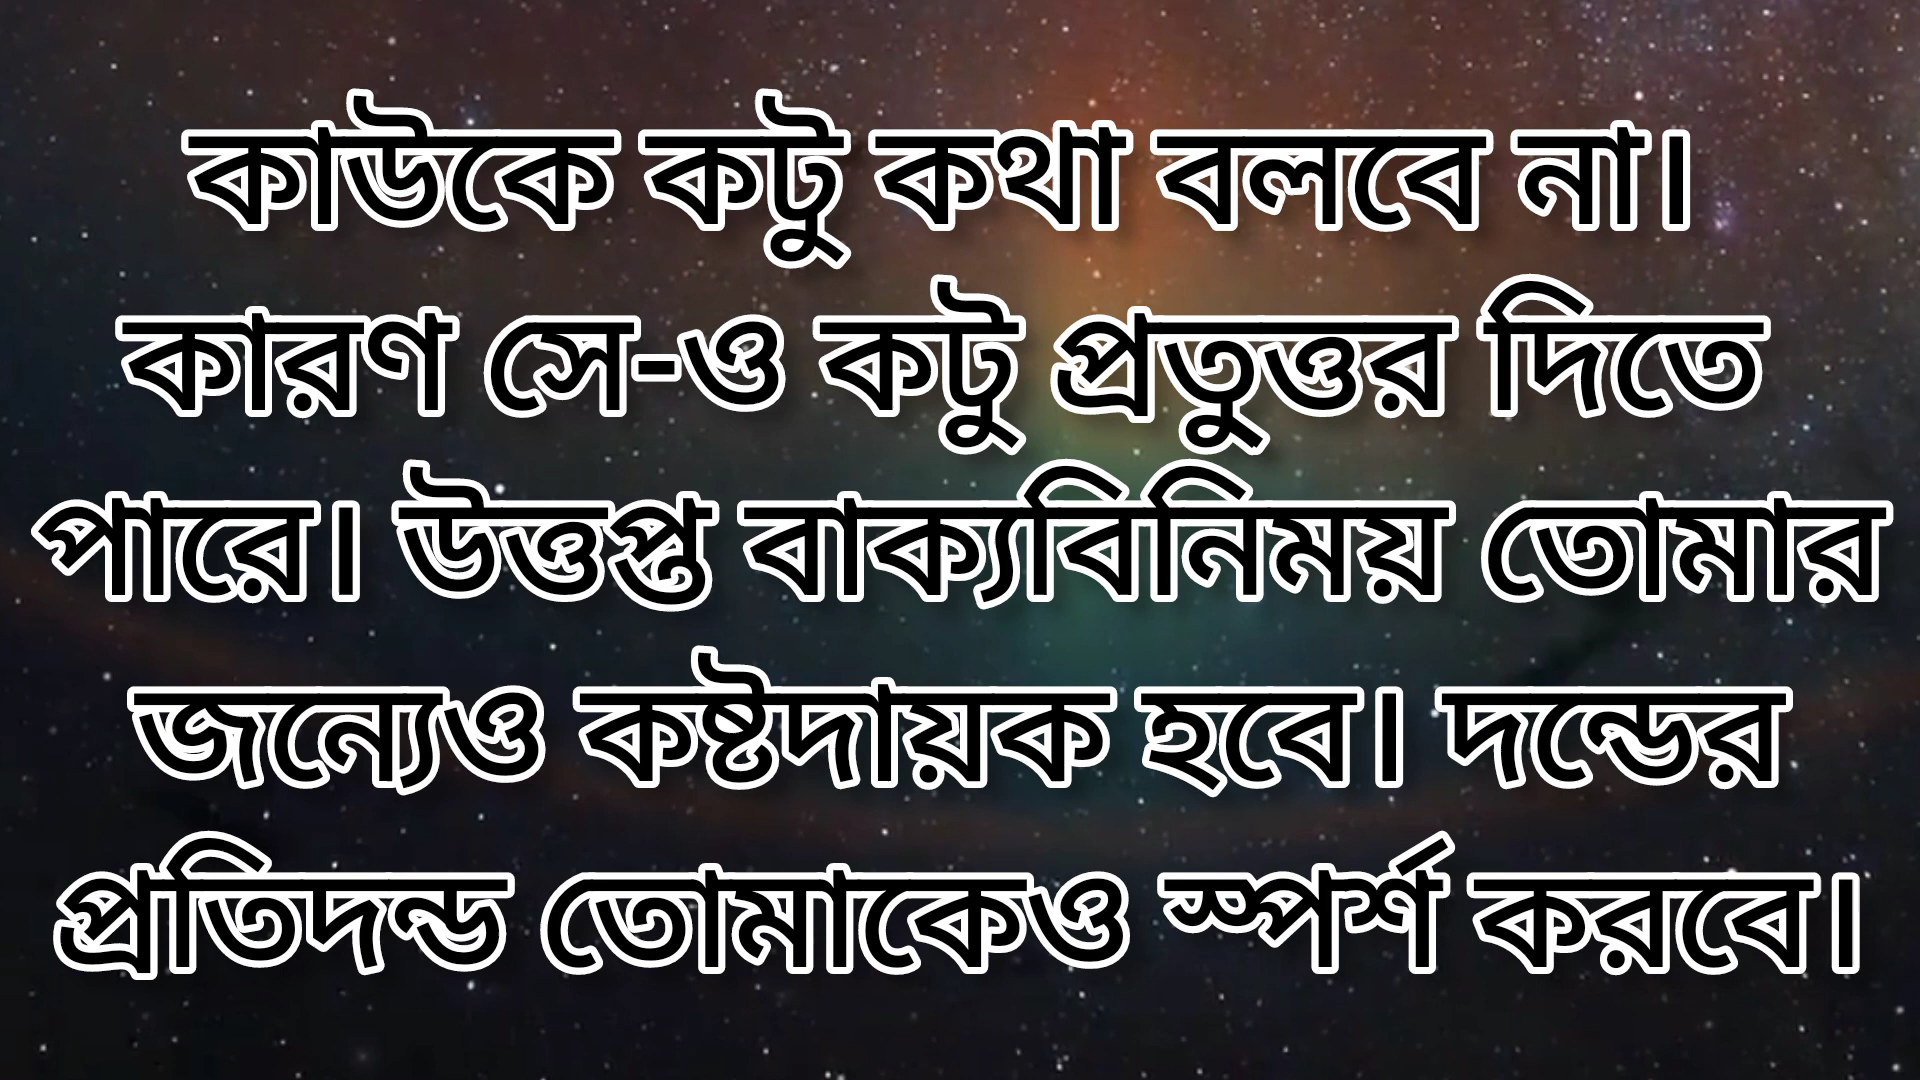 কাউকে কটু কথা বলবে না।
কারণ সে-ও কটু প্রতুত্তর দিতে
পারে। উত্তপ্ত বাক্যবিনিময় তোমার
জন্যেও কষ্টদায়ক হবে। দন্ডের
প্রতিদন্ড তোমাকেও স্পর্শ করবে।